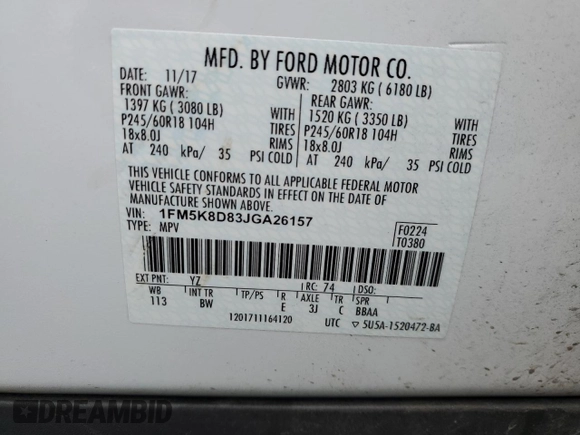 MFD. BY FORD MOTOR CO.
DATE: 11/17 GVWR: 2803 KG ( 6180 LB)
FRONT GAWR: REAR GAWR:
1397 KG ( 3080 LB) 1520 KG ( 3350 LB)
P245/60R18 104H WITH TIRES P245/60R18 104H WITH TIRES
18x8.0J RIMS 18x8.0J RIMS
AT 240 kPa/ 35 PSI COLD AT 240 kPa/ 35 PSI COLD
THIS VEHICLE CONFORMS TO ALL APPLICABLE FEDERAL MOTOR
VEHICLE SAFETY STANDARDS IN EFFECT ON THE DATE OF
MANUFACTURE SHOWN ABOVE.
VIN: 1FM5K8D83JGA26157 F0224
TYPE: MPV T0380
EXT PNT: YZ RC: 74 DSO:
WB INT TR TP/PS R AXLE TR SPR
113 BW E 3J C BBAA
1201711164120 UTC ▽ 5U5A-1520472-BA
DREAMBID